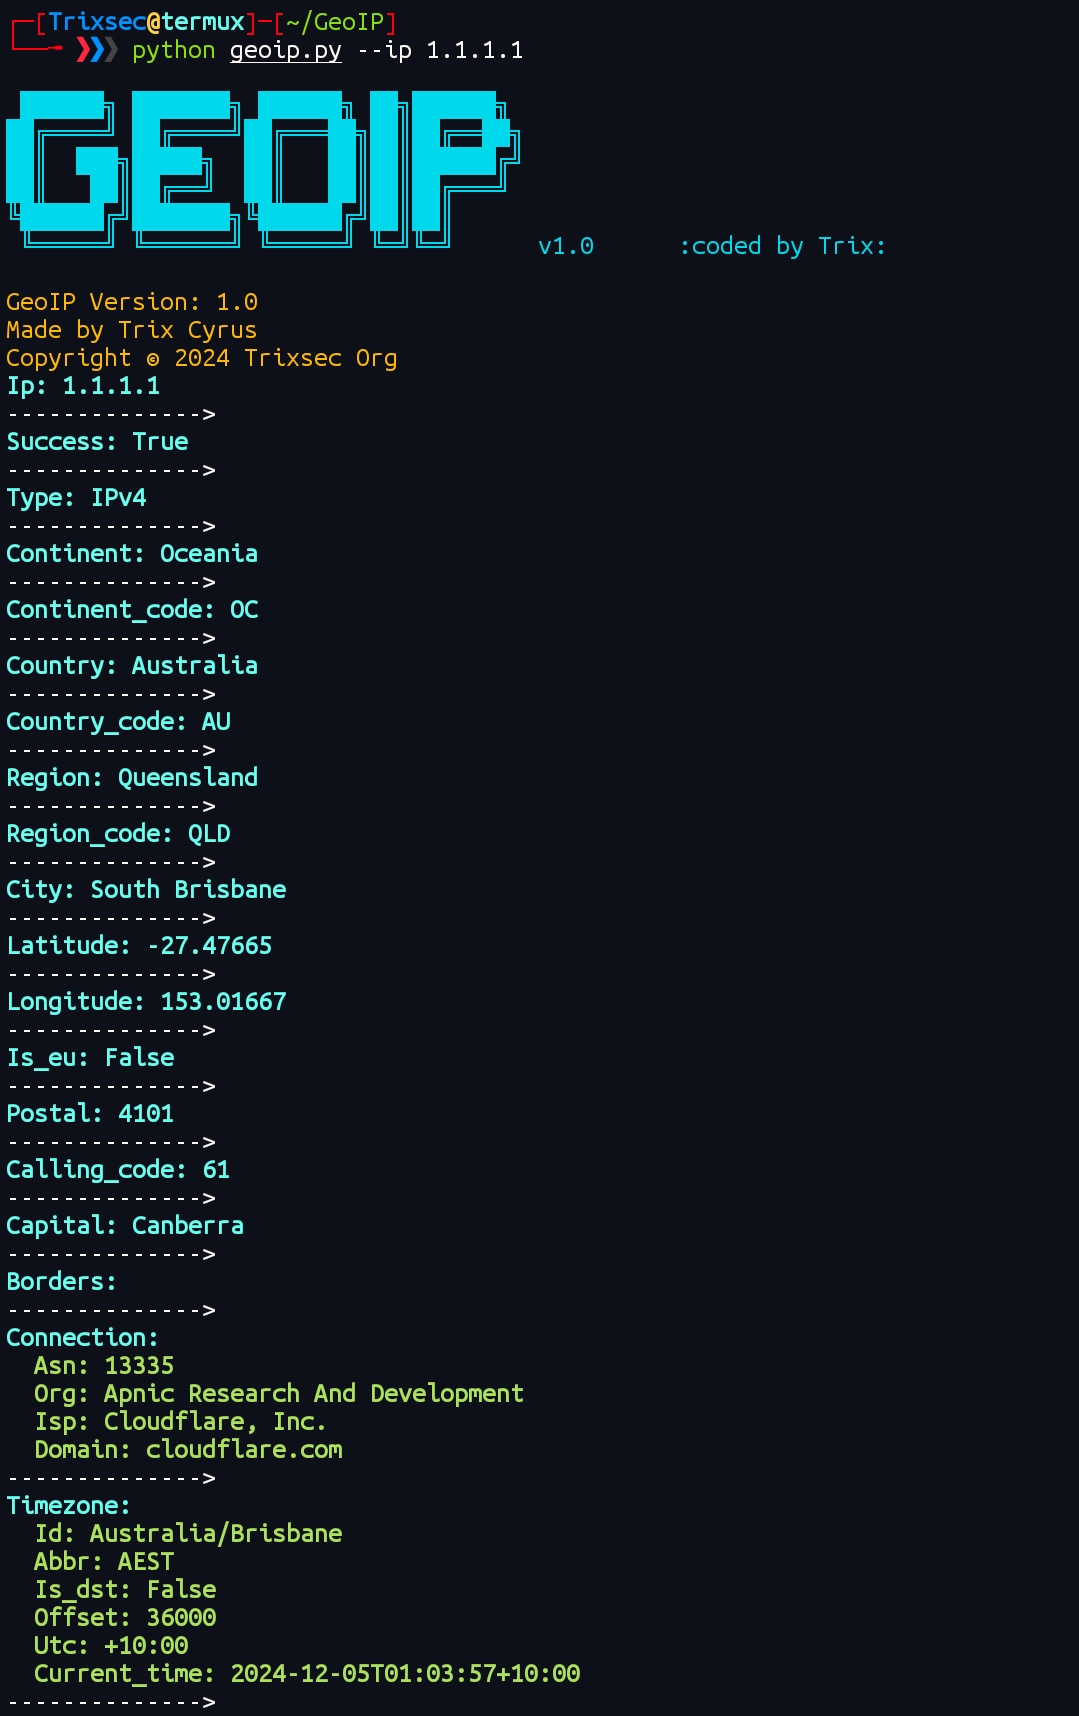 [Trixsec@termux]-[~/GeoIP]
python geoip.py --ip 1.1.1.1
GEOIP
v1.0 :coded by Trix:
GeoIP Version: 1.0
Made by Trix Cyrus
Copyright © 2024 Trixsec Org
Ip: 1.1.1.1
-------------->
Success: True
-------------->
Type: IPv4
-------------->
Continent: Oceania
-------------->
Continent_code: OC
-------------->
Country: Australia
-------------->
Country_code: AU
-------------->
Region: Queensland
-------------->
Region_code: QLD
-------------->
City: South Brisbane
-------------->
Latitude: -27.47665
-------------->
Longitude: 153.01667
-------------->
Is_eu: False
-------------->
Postal: 4101
-------------->
Calling_code: 61
-------------->
Capital: Canberra
-------------->
Borders:
-------------->
Connection:
  Asn: 13335
  Org: Apnic Research And Development
  Isp: Cloudflare, Inc.
  Domain: cloudflare.com
-------------->
Timezone:
  Id: Australia/Brisbane
  Abbr: AEST
  Is_dst: False
  Offset: 36000
  Utc: +10:00
  Current_time: 2024-12-05T01:03:57+10:00
-------------->